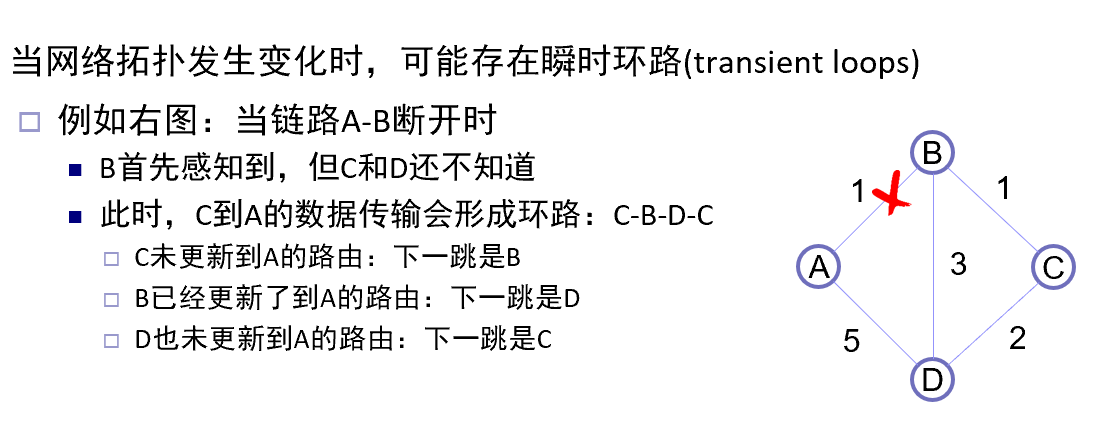 当网络拓扑发生变化时，可能存在瞬时环路(transient loops)
例如右图：当链路A-B断开时
B首先感知到，但C和D还不知道
此时，C到A的数据传输会形成环路：C-B-D-C
C未更新到A的路由：下一跳是B
B已经更新了到A的路由：下一跳是D
D也未更新到A的路由：下一跳是C
B
1
1
A
3
C
5
2
D